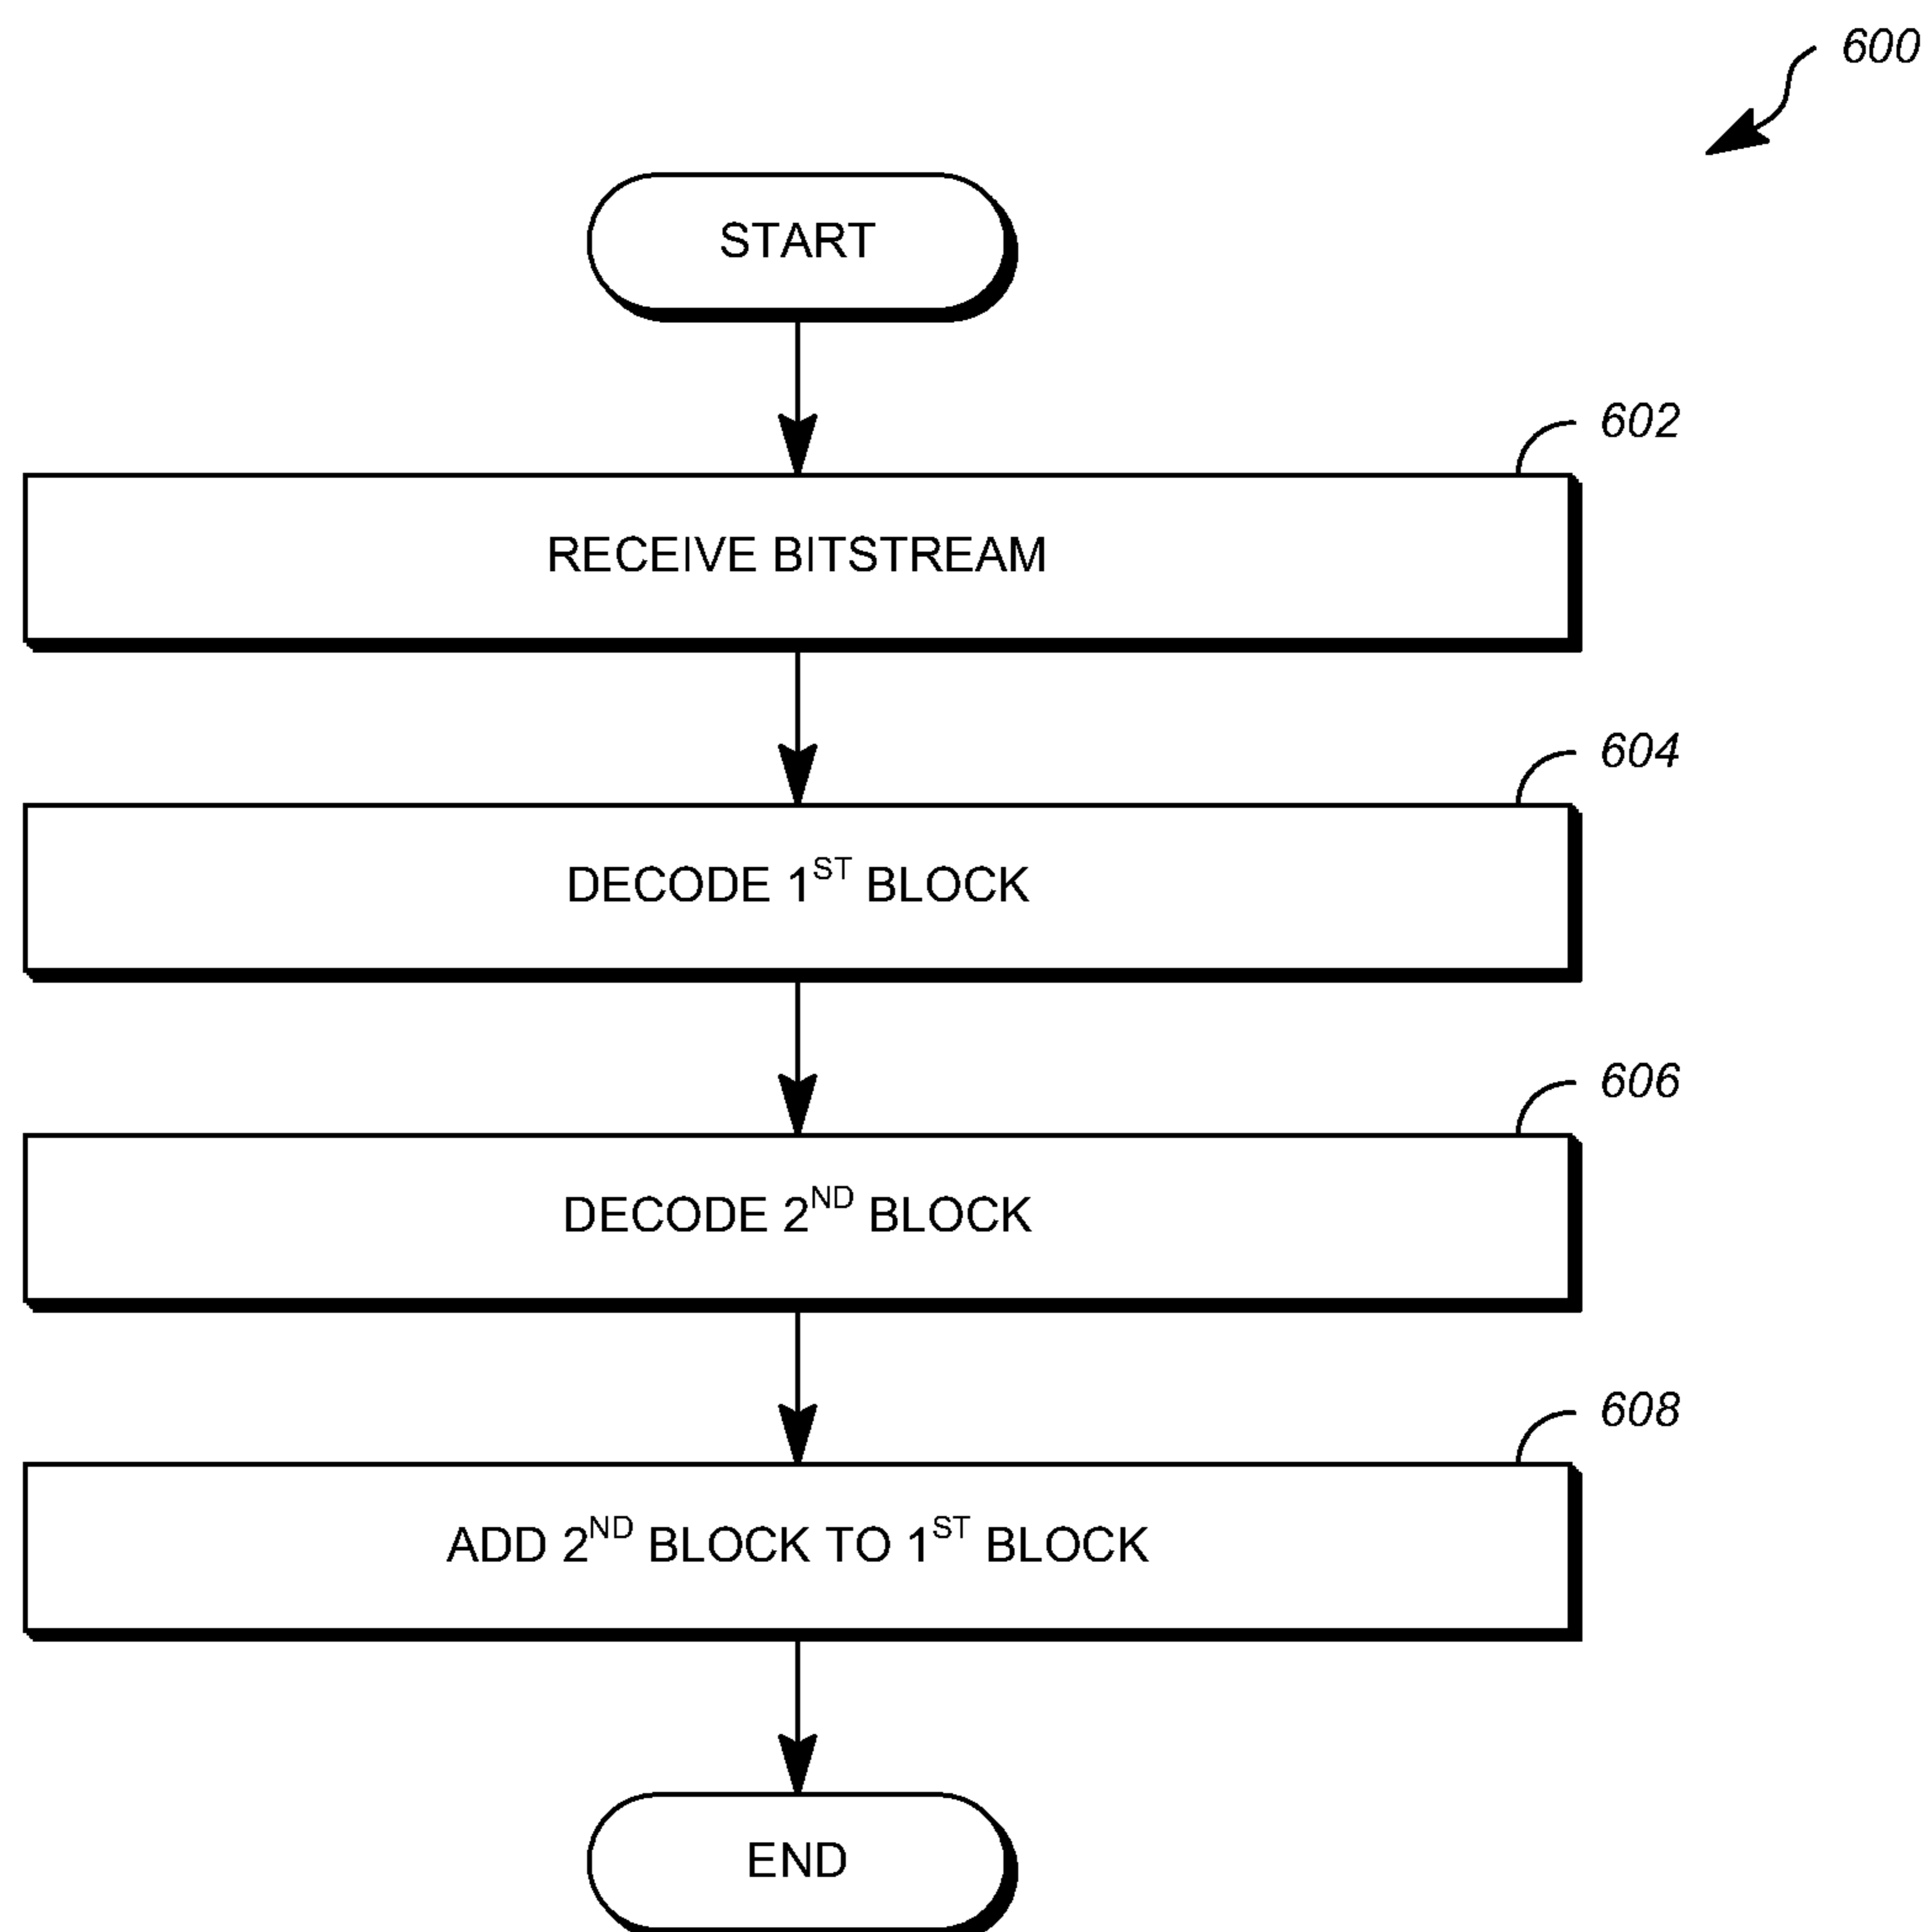 600
START
602
RECEIVE BITSTREAM
604
DECODE 1ST BLOCK
606
DECODE 2ND BLOCK
608
ADD 2ND BLOCK TO 1ST BLOCK
END